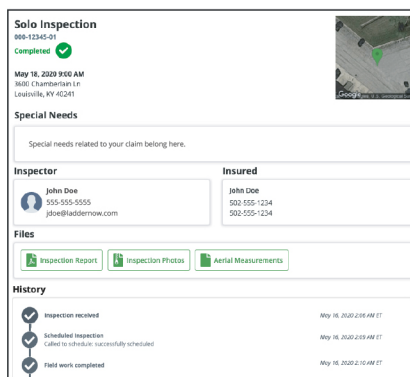 Solo Inspection
000-12345-01
Completed
May 18, 2020 9:00 AM
3600 Chamberlain Ln
Louisville, KY 40241
Google
Special Needs
Special needs related to your claim belong here.
Inspector
Insured
John Doe
555-555-5555
jdoe@laddernow.com
John Doe
502-555-1234
502-555-1234
Files
Inspection Report
Inspection Photos
Aerial Measurements
History
Inspection received
May 16, 2020 2:06 AM ET
Scheduled Inspection
Called to schedule: successfully scheduled
May 16, 2020 2:09 AM ET
Field work completed
May 16, 2020 2:10 AM ET